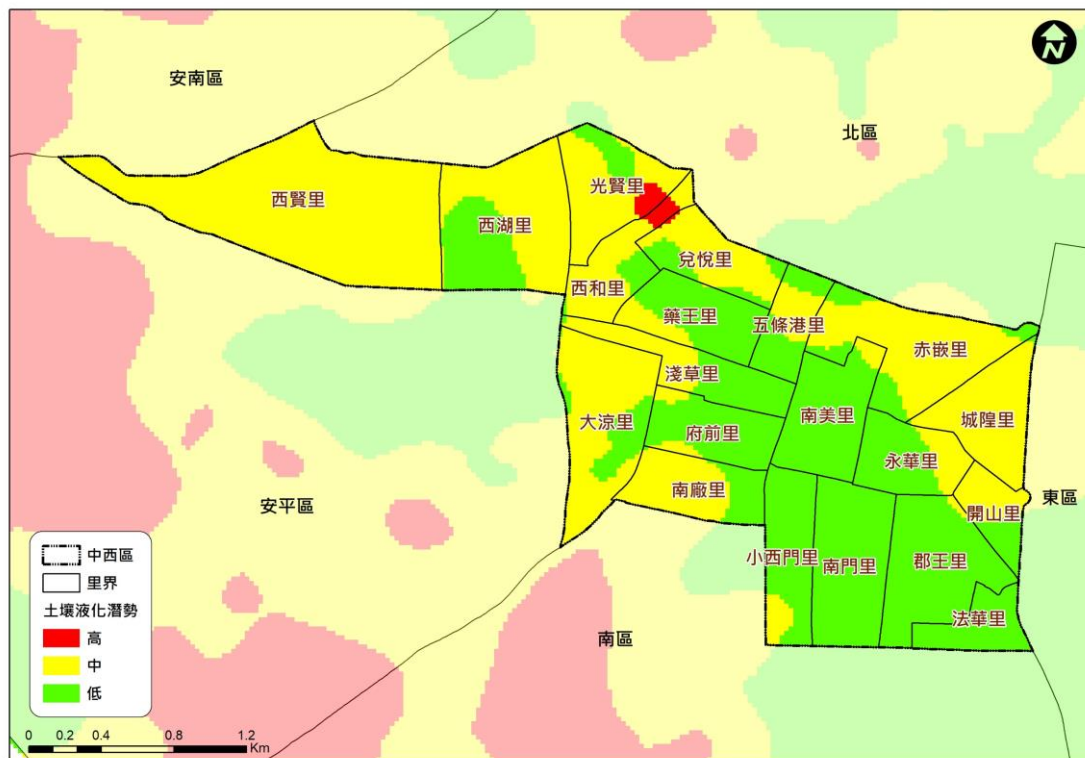 N
安南區
北區
西賢里
光賢里
西湖里
兌悅里
西和里
藥王里
五條港里
赤嵌里
淺草里
大涼里
南美里
城隍里
府前里
永華里
南廠里
安平區
開山里
東區
小西門里
南門里
郡王里
法華里
南區
中西區
里界
土壤液化潛勢
高
中
低
0 0.2 0.4 0.8 1.2
Km